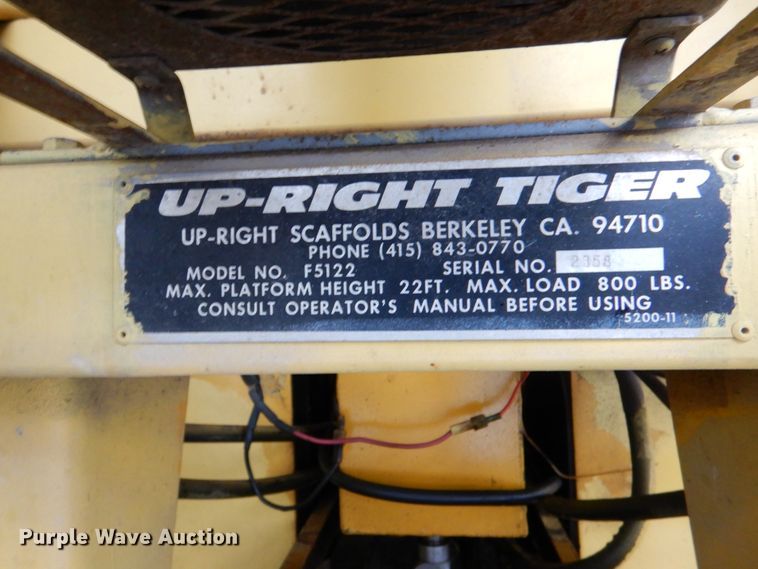 UP-RIGHT TIGER
UP-RIGHT SCAFFOLDS BERKELEY CA. 94710
PHONE (415) 843-0770
MODEL NO. F5122 SERIAL NO. 2358
MAX. PLATFORM HEIGHT 22FT. MAX. LOAD 800 LBS.
CONSULT OPERATOR'S MANUAL BEFORE USING
5200-11
Purple Wave Auction